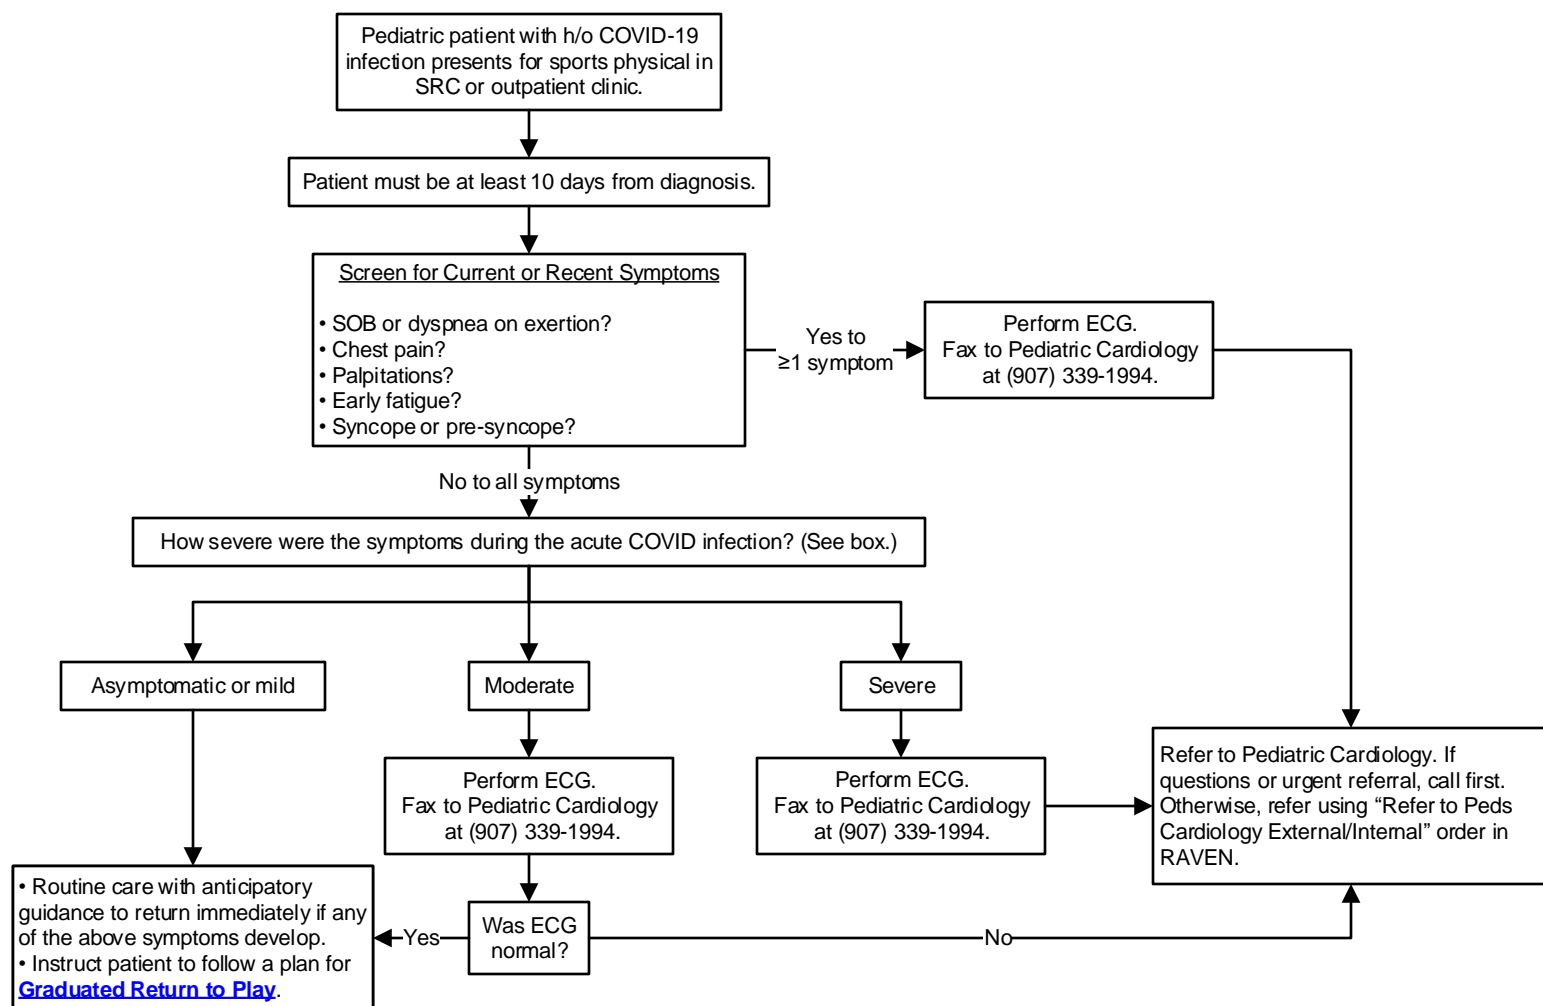 Pediatric patient with h/o COVID-19
infection presents for sports physical in
SRC or outpatient clinic.
Patient must be at least 10 days from diagnosis.
Screen for Current or Recent Symptoms
• SOB or dyspnea on exertion?
• Chest pain?
• Palpitations?
• Early fatigue?
• Syncope or pre-syncope?
Yes to
≥1 symptom
Perform ECG.
Fax to Pediatric Cardiology
at (907) 339-1994.
No to all symptoms
How severe were the symptoms during the acute COVID infection? (See box.)
Asymptomatic or mild
Moderate
Severe
Perform ECG.
Fax to Pediatric Cardiology
at (907) 339-1994.
Perform ECG.
Fax to Pediatric Cardiology
at (907) 339-1994.
Refer to Pediatric Cardiology. If
questions or urgent referral, call first.
Otherwise, refer using “Refer to Peds
Cardiology External/Internal” order in
RAVEN.
• Routine care with anticipatory
guidance to return immediately if any
of the above symptoms develop.
• Instruct patient to follow a plan for
Graduated Return to Play.
Yes
Was ECG
normal?
No